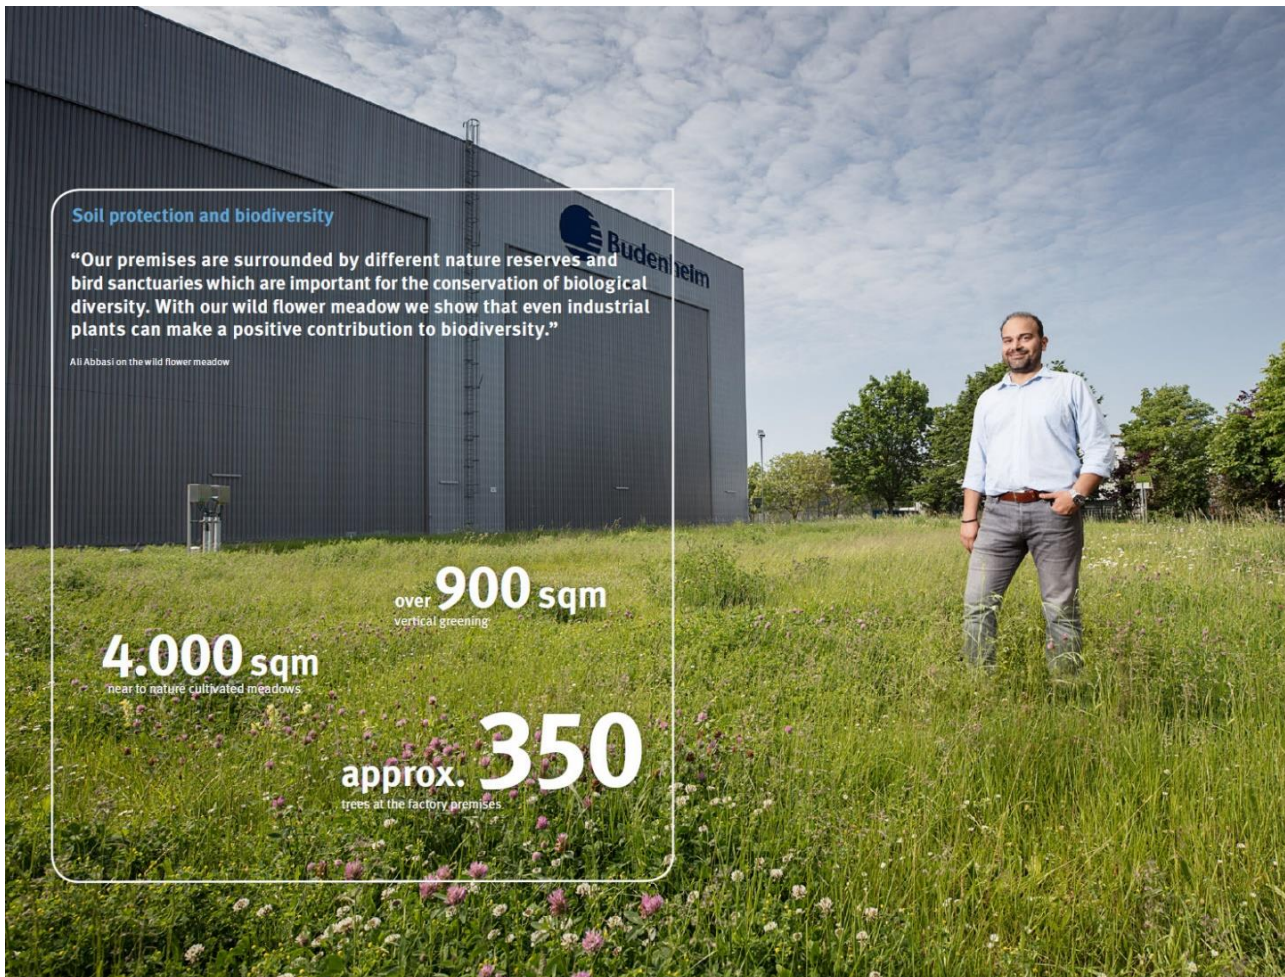 Soil protection and biodiversity
Budenheim
“Our premises are surrounded by different nature reserves and
bird sanctuaries which are important for the conservation of biological
diversity. With our wild flower meadow we show that even industrial
plants can make a positive contribution to biodiversity.”
Ali Abbasi on the wild flower meadow
over 900 sqm
vertical greening
4.000 sqm
near to nature cultivated meadows
approx. 350
trees at the factory premises